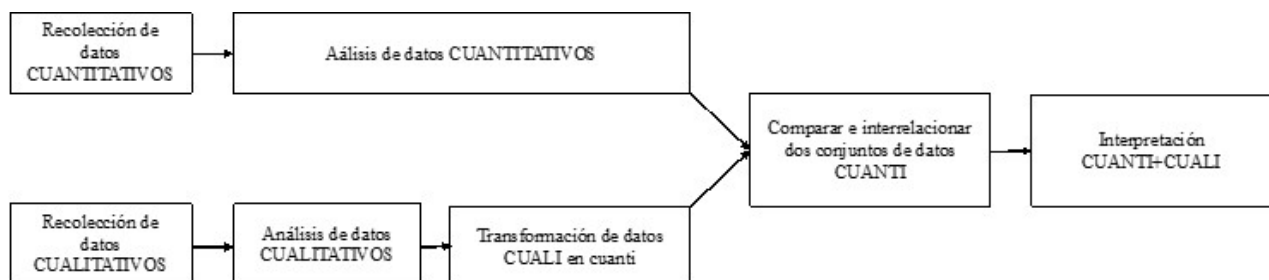 Recolección de
datos
CUANTITATIVOS
Aálisis de datos CUANTITATIVOS
Comparar e interrelacionar
dos conjuntos de datos
CUANTI
Interpretación
CUANTI+CUALI
Recolección de
datos
CUALITATIVOS
Análisis de datos
CUALITATIVOS
Transformación de datos
CUALI en cuanti